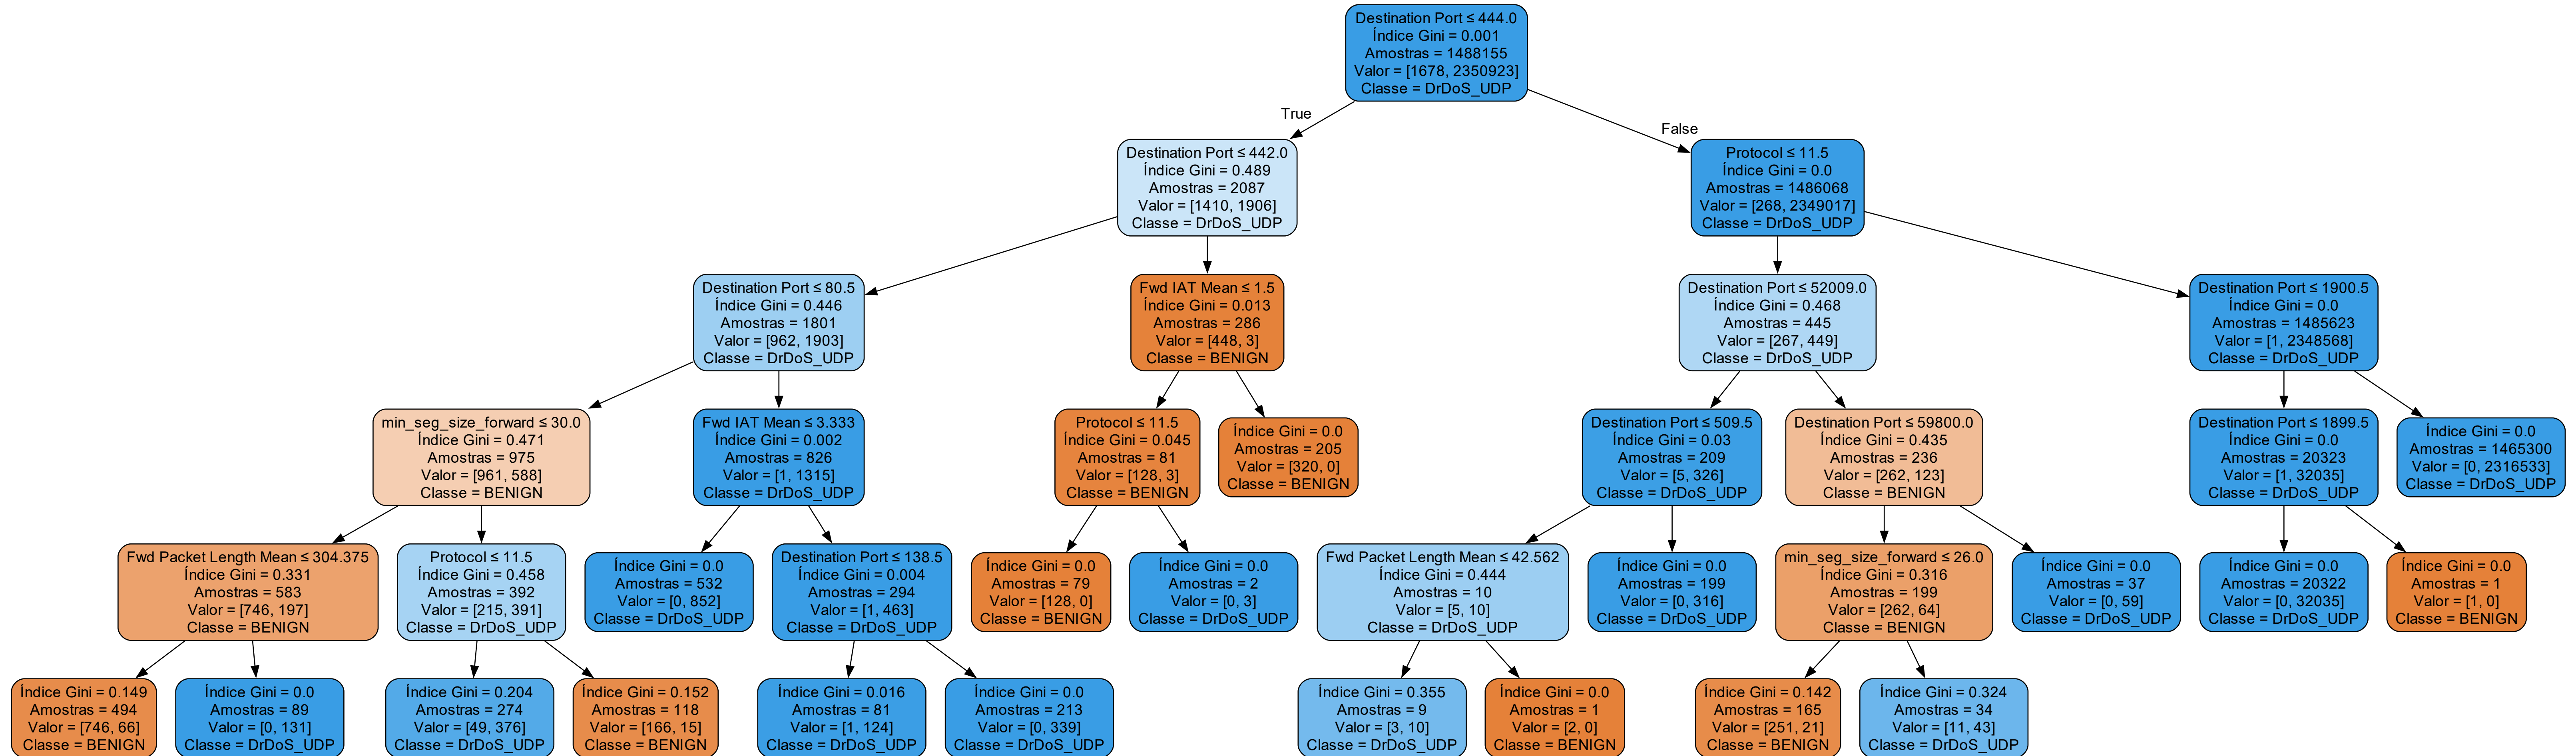 Destination Port ≤ 444.0
Índice Gini = 0.001
Amostras = 1488155
Valor = [1678, 2350923]
Classe = DrDoS_UDP
True
False
Destination Port ≤ 442.0
Índice Gini = 0.489
Amostras = 2087
Valor = [1410, 1906]
Classe = DrDoS_UDP
Protocol ≤ 11.5
Índice Gini = 0.0
Amostras = 1486068
Valor = [268, 2349017]
Classe = DrDoS_UDP
Destination Port ≤ 80.5
Índice Gini = 0.446
Amostras = 1801
Valor = [962, 1903]
Classe = DrDoS_UDP
Fwd IAT Mean ≤ 1.5
Índice Gini = 0.013
Amostras = 286
Valor = [448, 3]
Classe = BENIGN
Destination Port ≤ 52009.0
Índice Gini = 0.468
Amostras = 445
Valor = [267, 449]
Classe = DrDoS_UDP
Destination Port ≤ 1900.5
Índice Gini = 0.0
Amostras = 1485623
Valor = [1, 2348568]
Classe = DrDoS_UDP
min_seg_size_forward ≤ 30.0
Índice Gini = 0.471
Amostras = 975
Valor = [961, 588]
Classe = BENIGN
Fwd IAT Mean ≤ 3.333
Índice Gini = 0.002
Amostras = 826
Valor = [1, 1315]
Classe = DrDoS_UDP
Protocol ≤ 11.5
Índice Gini = 0.045
Amostras = 81
Valor = [128, 3]
Classe = BENIGN
Índice Gini = 0.0
Amostras = 205
Valor = [320, 0]
Classe = BENIGN
Destination Port ≤ 509.5
Índice Gini = 0.03
Amostras = 209
Valor = [5, 326]
Classe = DrDoS_UDP
Destination Port ≤ 59800.0
Índice Gini = 0.435
Amostras = 236
Valor = [262, 123]
Classe = BENIGN
Destination Port ≤ 1899.5
Índice Gini = 0.0
Amostras = 20323
Valor = [1, 32035]
Classe = DrDoS_UDP
Índice Gini = 0.0
Amostras = 1465300
Valor = [0, 2316533]
Classe = DrDoS_UDP
Fwd Packet Length Mean ≤ 304.375
Índice Gini = 0.331
Amostras = 583
Valor = [746, 197]
Classe = BENIGN
Protocol ≤ 11.5
Índice Gini = 0.458
Amostras = 392
Valor = [215, 391]
Classe = DrDoS_UDP
Índice Gini = 0.0
Amostras = 532
Valor = [0, 852]
Classe = DrDoS_UDP
Destination Port ≤ 138.5
Índice Gini = 0.004
Amostras = 294
Valor = [1, 463]
Classe = DrDoS_UDP
Índice Gini = 0.0
Amostras = 79
Valor = [128, 0]
Classe = BENIGN
Índice Gini = 0.0
Amostras = 2
Valor = [0, 3]
Classe = DrDoS_UDP
Fwd Packet Length Mean ≤ 42.562
Índice Gini = 0.444
Amostras = 10
Valor = [5, 10]
Classe = DrDoS_UDP
Índice Gini = 0.0
Amostras = 199
Valor = [0, 316]
Classe = DrDoS_UDP
min_seg_size_forward ≤ 26.0
Índice Gini = 0.316
Amostras = 199
Valor = [262, 64]
Classe = BENIGN
Índice Gini = 0.0
Amostras = 37
Valor = [0, 59]
Classe = DrDoS_UDP
Índice Gini = 0.0
Amostras = 20322
Valor = [0, 32035]
Classe = DrDoS_UDP
Índice Gini = 0.0
Amostras = 1
Valor = [1, 0]
Classe = BENIGN
Índice Gini = 0.149
Amostras = 494
Valor = [746, 66]
Classe = BENIGN
Índice Gini = 0.0
Amostras = 89
Valor = [0, 131]
Classe = DrDoS_UDP
Índice Gini = 0.204
Amostras = 274
Valor = [49, 376]
Classe = DrDoS_UDP
Índice Gini = 0.152
Amostras = 118
Valor = [166, 15]
Classe = BENIGN
Índice Gini = 0.016
Amostras = 81
Valor = [1, 124]
Classe = DrDoS_UDP
Índice Gini = 0.0
Amostras = 213
Valor = [0, 339]
Classe = DrDoS_UDP
Índice Gini = 0.355
Amostras = 9
Valor = [3, 10]
Classe = DrDoS_UDP
Índice Gini = 0.0
Amostras = 1
Valor = [2, 0]
Classe = BENIGN
Índice Gini = 0.142
Amostras = 165
Valor = [251, 21]
Classe = BENIGN
Índice Gini = 0.324
Amostras = 34
Valor = [11, 43]
Classe = DrDoS_UDP